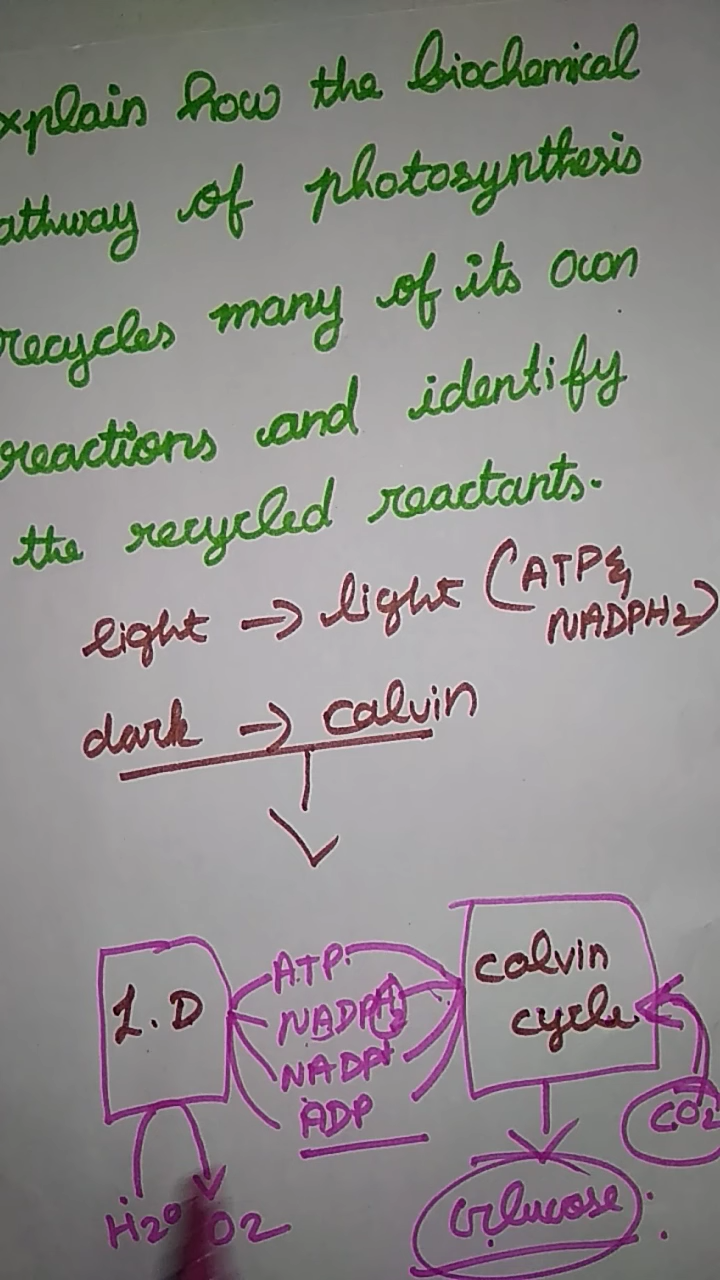 xplain how the biochemical
athway of photosynthesis
recycles many of its own
reactions and identify
the recycled reactants.
light → light (ATP &
NADPH2)
dark → calvin
L.D
ATP
NADPH2
NADP+
ADP
calvin
cycle
CO2
H2O O2
Glucose